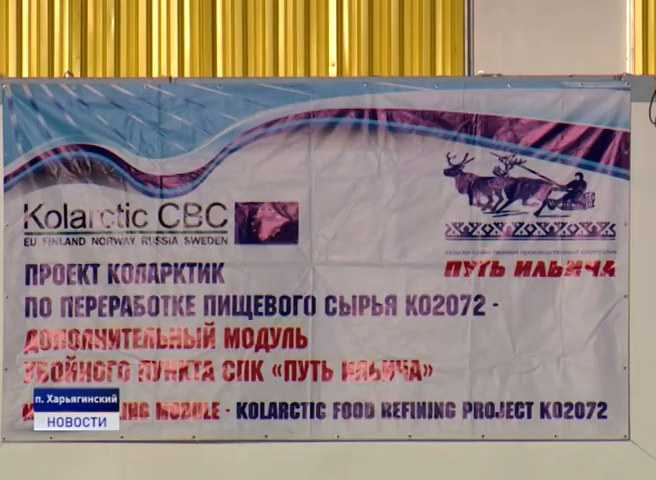 Kolarctic CBC
EU FINLAND NORWAY RUSSIA SWEDEN
ПУТЬ ИЛЬИЧА
ПРОЕКТ КОЛАРКТИК
ПО ПЕРЕРАБОТКЕ ПИЩЕВОГО СЫРЬЯ КО2072 -
ДОПОЛНИТЕЛЬНЫЙ МОДУЛЬ
УБОЙНОГО ПУНКТА СПК «ПУТЬ ИЛЬИЧА»
MODULE - KOLARCTIC FOOD REFINING PROJECT KO2072
п. Харьягинский
НОВОСТИ